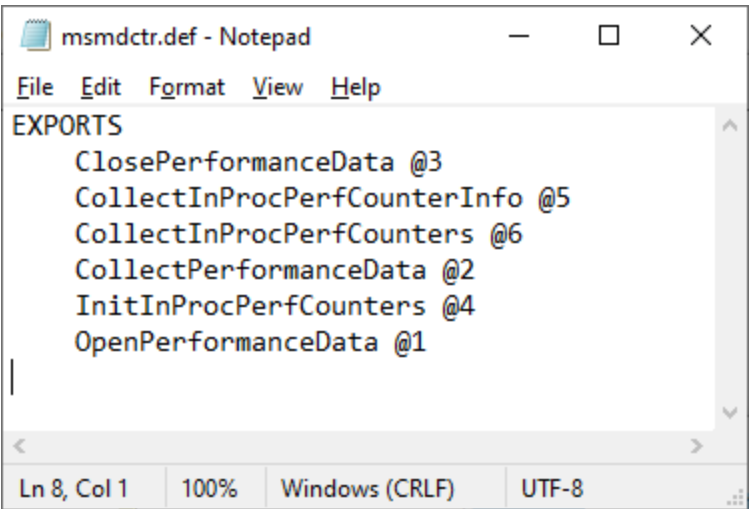 msmdctr.def - Notepad
File Edit Format View Help
EXPORTS
ClosePerformanceData @3
CollectInProcPerfCounterInfo @5
CollectInProcPerfCounters @6
CollectPerformanceData @2
InitInProcPerfCounters @4
OpenPerformanceData @1
Ln 8, Col 1 100% Windows (CRLF) UTF-8